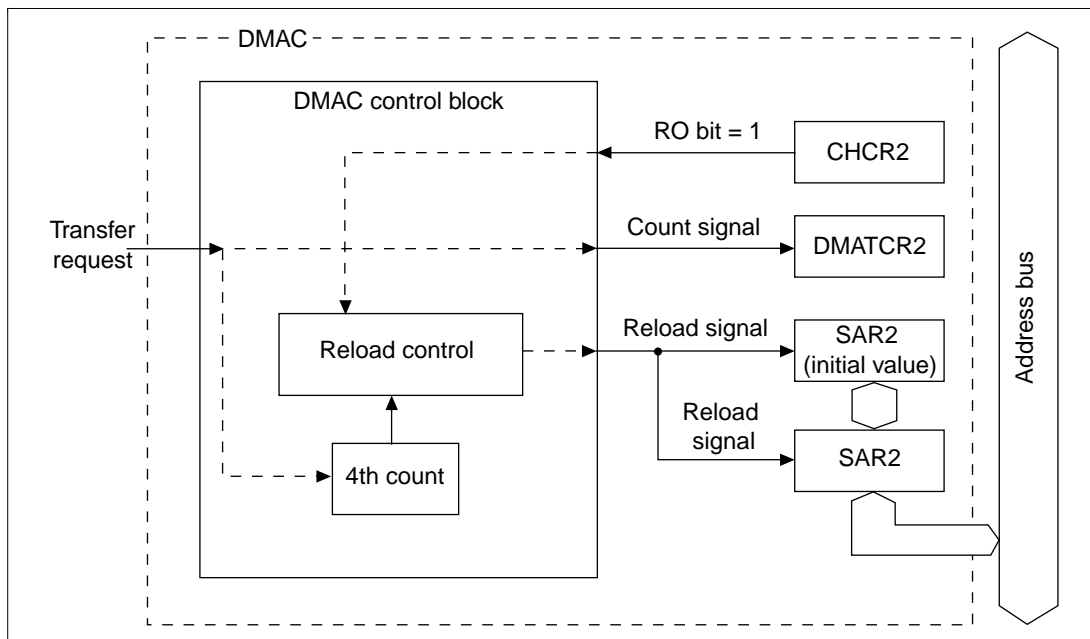 DMAC
DMAC control block
RO bit = 1
CHCR2
Transfer
request
Count signal
DMATCR2
Reload control
Reload signal
SAR2
(initial value)
Reload
signal
SAR2
4th count
Address bus